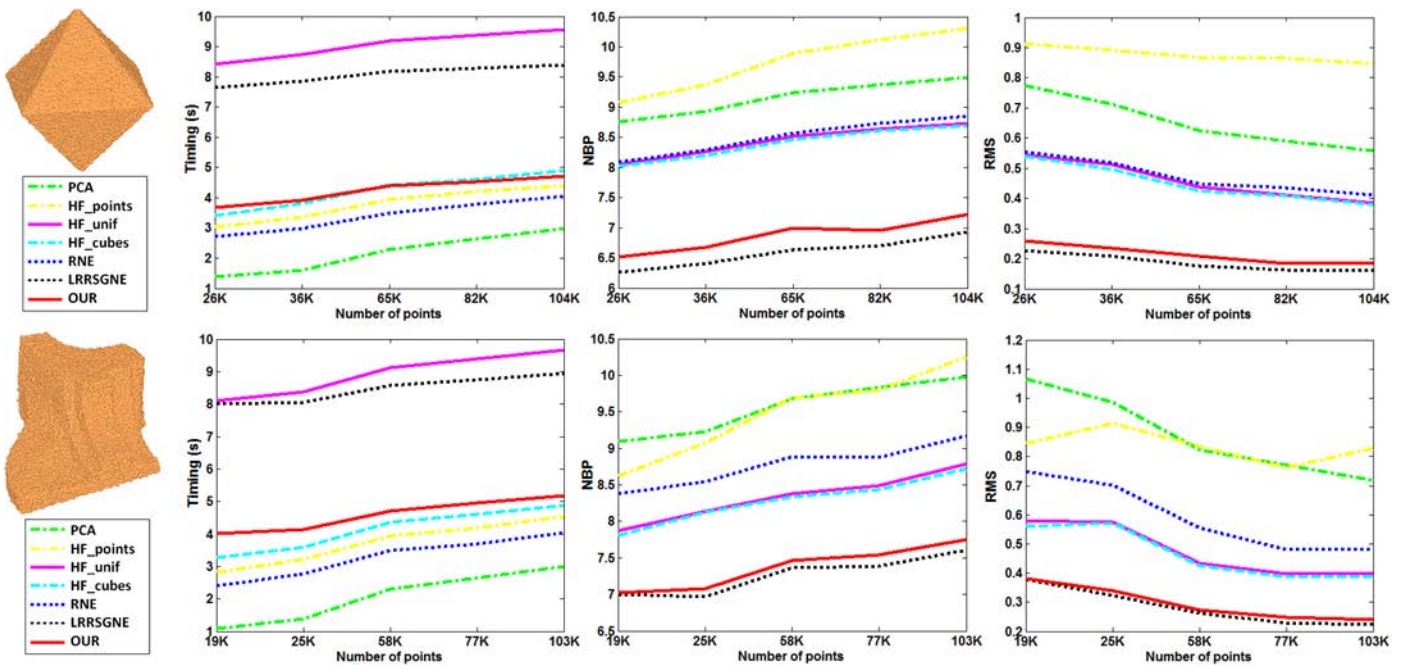 PCA
HF_points
HF_unif
HF_cubes
RNE
LRRSGNE
OUR
Timing (s)
10
9
8
7
6
5
4
3
2
1
26K 36K 65K 82K 104K
Number of points
NBP
10.5
10
9.5
9
8.5
8
7.5
7
6.5
6
26K 36K 65K 82K 104K
Number of points
RMS
1
0.9
0.8
0.7
0.6
0.5
0.4
0.3
0.2
0.1
26K 36K 65K 82K 104K
Number of points
PCA
HF_points
HF_unif
HF_cubes
RNE
LRRSGNE
OUR
Timing (s)
10
9
8
7
6
5
4
3
2
1
19K 25K 58K 77K 103K
Number of points
NBP
10.5
10
9.5
9
8.5
8
7.5
7
6.5
19K 25K 58K 77K 103K
Number of points
RMS
1.2
1.1
1
0.9
0.8
0.7
0.6
0.5
0.4
0.3
0.2
19K 25K 58K 77K 103K
Number of points